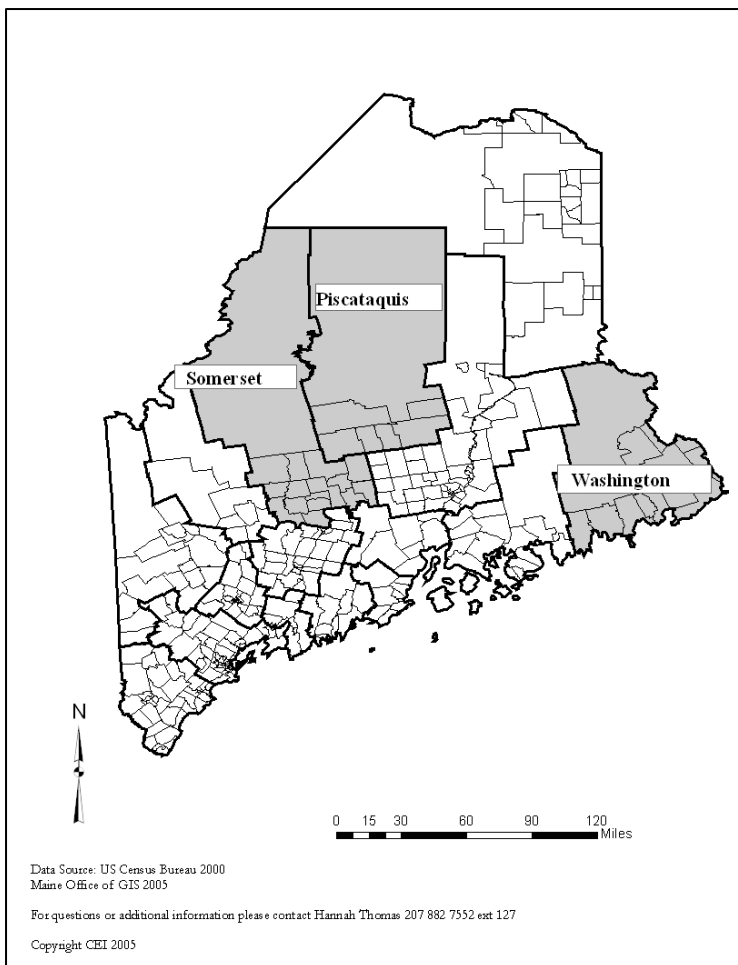 Piscataquis
Somerset
Washington
N
0 15 30 60 90 120
Miles
Data Source: US Census Bureau 2000
Maine Office of GIS 2005
For questions or additional information please contact Hannah Thomas 207 882 7552 ext 127
Copyright CEI 2005